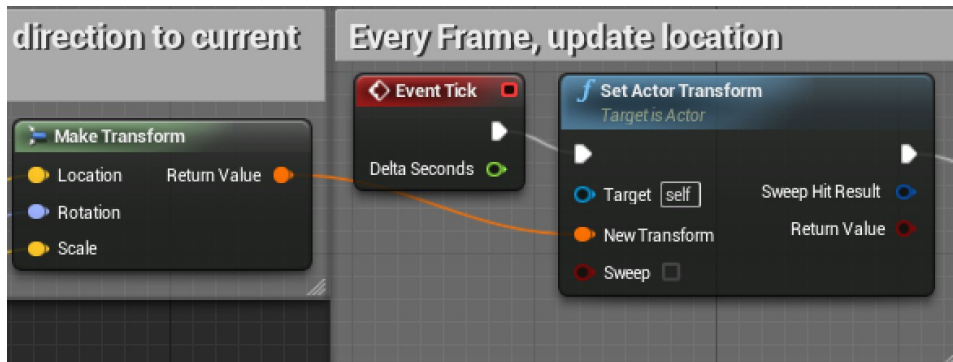 direction to current
Every Frame, update location
Make Transform
Location Return Value
Rotation
Scale
Event Tick
Delta Seconds
f Set Actor Transform
Target is Actor
Target self Sweep Hit Result
New Transform Return Value
Sweep